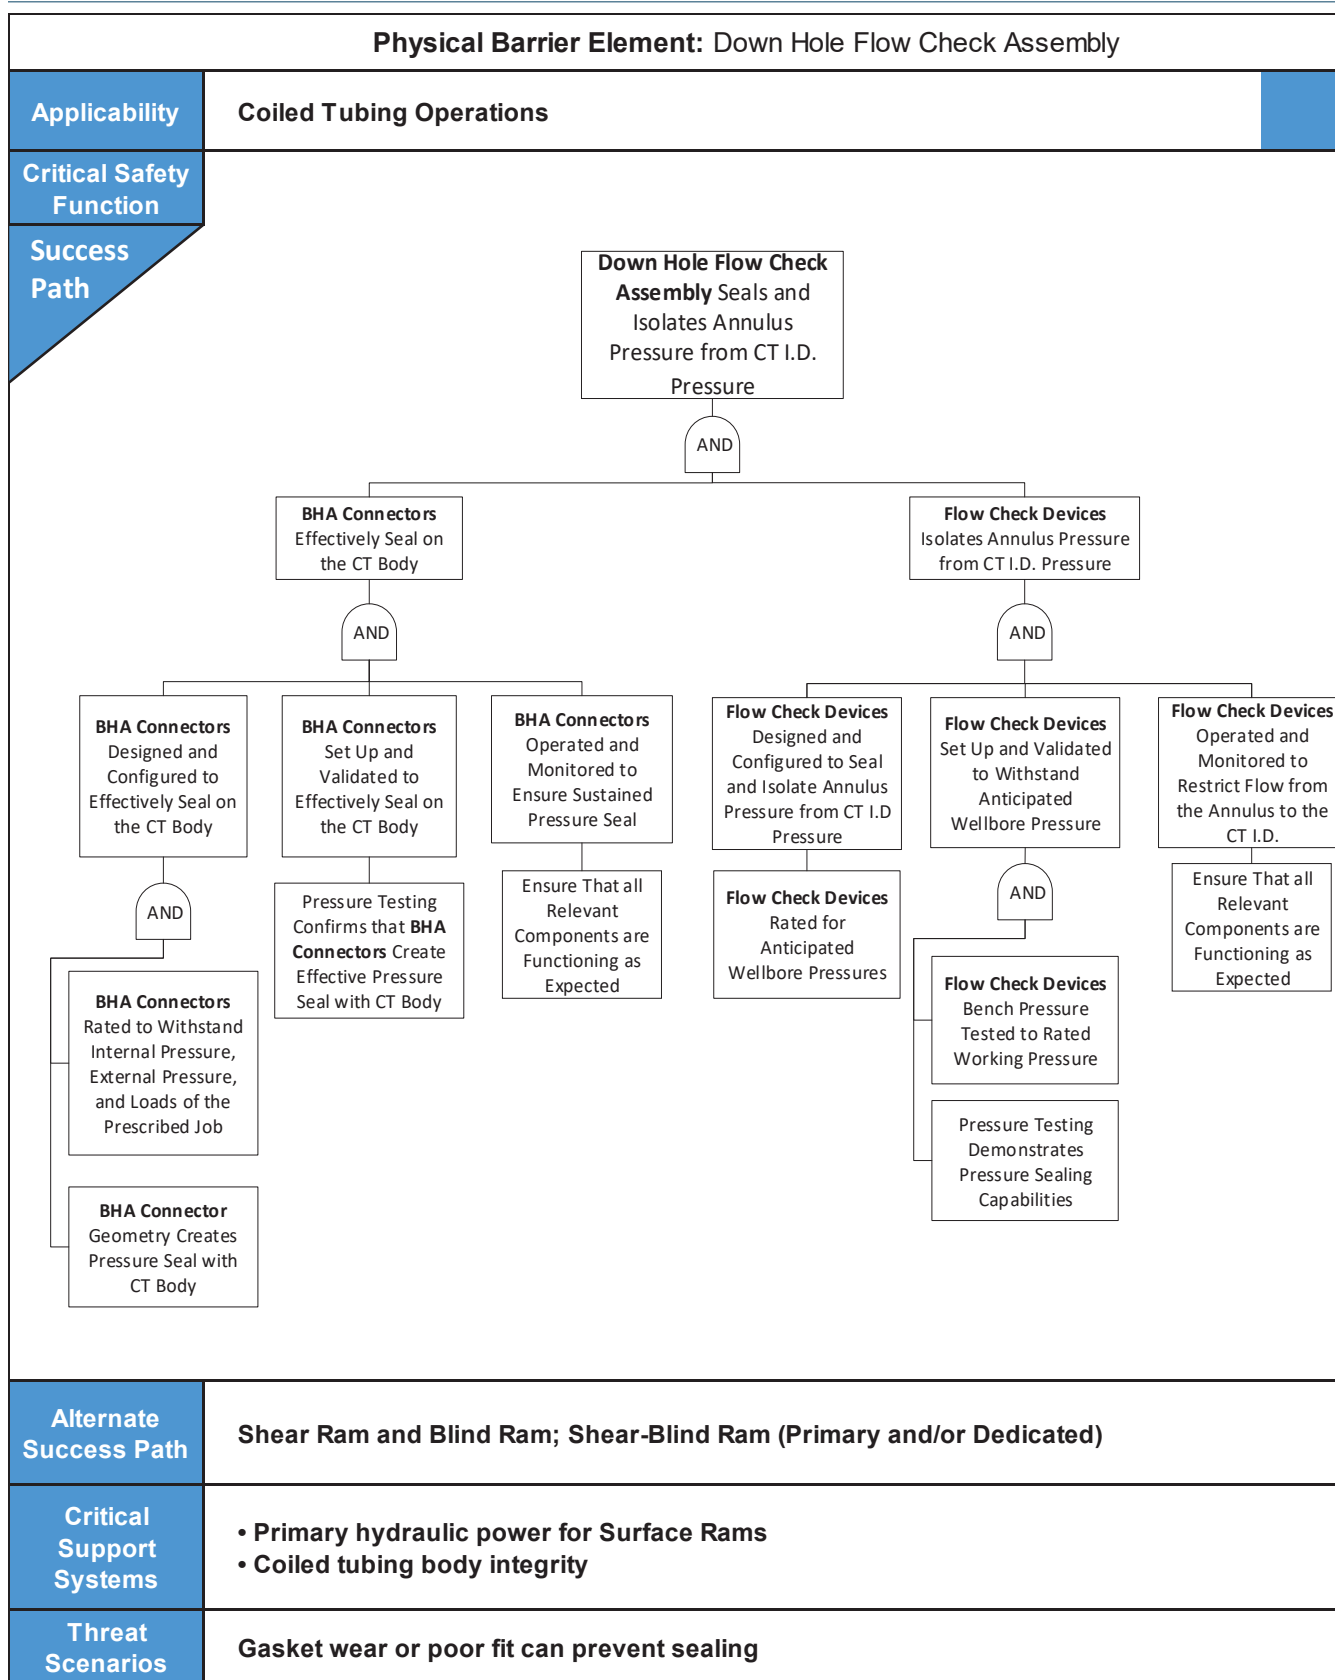 Physical Barrier Element: Down Hole Flow Check Assembly
Applicability
Coiled Tubing Operations
Critical Safety
Function
Success
Path
Down Hole Flow Check
Assembly Seals and
Isolates Annulus
Pressure from CT I.D.
Pressure
AND
BHA Connectors
Effectively Seal on
the CT Body
Flow Check Devices
Isolates Annulus Pressure
from CT I.D. Pressure
AND
AND
BHA Connectors
Designed and
Configured to
Effectively Seal on
the CT Body
BHA Connectors
Set Up and
Validated to
Effectively Seal on
the CT Body
BHA Connectors
Operated and
Monitored to
Ensure Sustained
Pressure Seal
Flow Check Devices
Designed and
Configured to Seal
and Isolate Annulus
Pressure from CT I.D
Pressure
Flow Check Devices
Set Up and Validated
to Withstand
Anticipated
Wellbore Pressure
Flow Check Devices
Operated and
Monitored to
Restrict Flow from
the Annulus to the
CT I.D.
AND
Pressure Testing
Confirms that BHA
Connectors Create
Effective Pressure
Seal with CT Body
Ensure That all
Relevant
Components are
Functioning as
Expected
Flow Check Devices
Rated for
Anticipated
Wellbore Pressures
AND
Ensure That all
Relevant
Components are
Functioning as
Expected
BHA Connectors
Rated to Withstand
Internal Pressure,
External Pressure,
and Loads of the
Prescribed Job
Flow Check Devices
Bench Pressure
Tested to Rated
Working Pressure
BHA Connector
Geometry Creates
Pressure Seal with
CT Body
Pressure Testing
Demonstrates
Pressure Sealing
Capabilities
Alternate
Success Path
Shear Ram and Blind Ram; Shear-Blind Ram (Primary and/or Dedicated)
Critical
Support
Systems
• Primary hydraulic power for Surface Rams
• Coiled tubing body integrity
Threat
Scenarios
Gasket wear or poor fit can prevent sealing